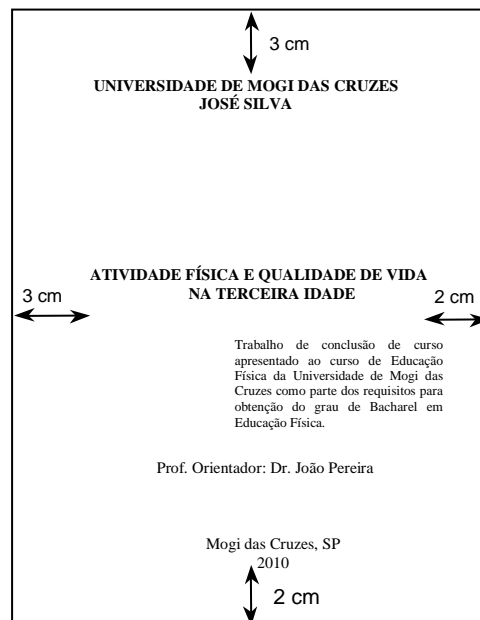 3 cm
UNIVERSIDADE DE MOGI DAS CRUZES
JOSÉ SILVA
ATIVIDADE FÍSICA E QUALIDADE DE VIDA
NA TERCEIRA IDADE
3 cm
2 cm
Trabalho de conclusão de curso
apresentado ao curso de Educação
Física da Universidade de Mogi das
Cruzes como parte dos requisitos para
obtenção do grau de Bacharel em
Educação Física.
Prof. Orientador: Dr. João Pereira
Mogi das Cruzes, SP
2010
2 cm